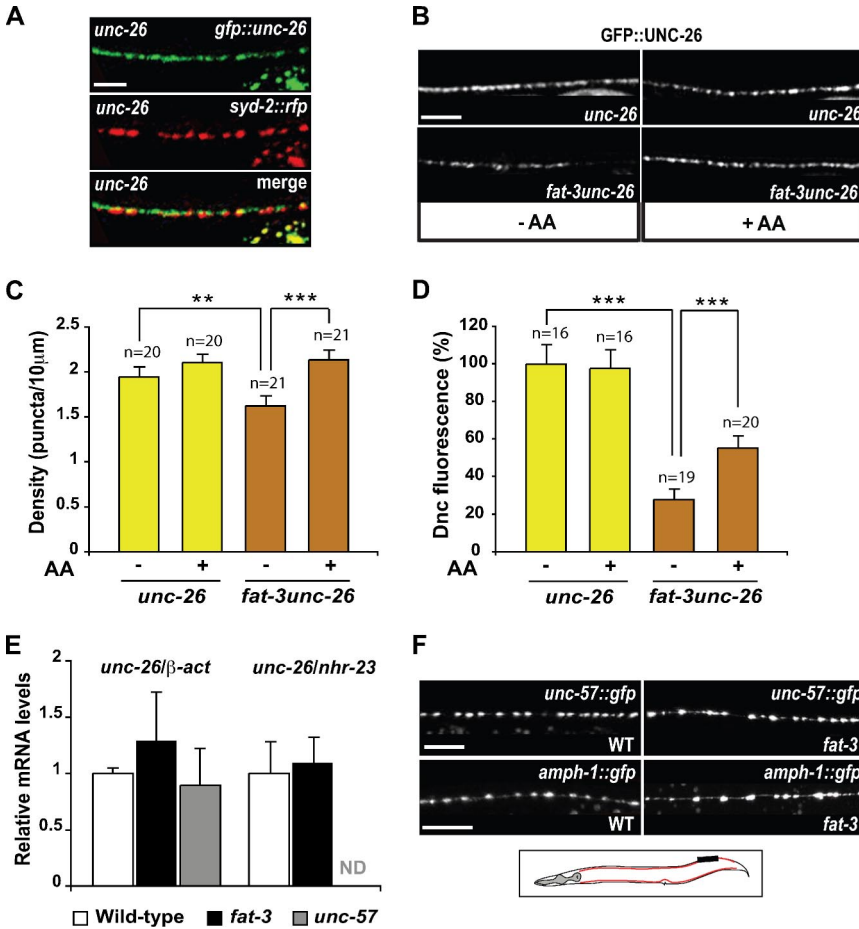 A
unc-26 gfp::unc-26
unc-26 syd-2::rfp
unc-26 merge
B
GFP::UNC-26
unc-26 unc-26
fat-3unc-26 fat-3unc-26
- AA + AA
C
Density (puncta/10μm)
2.5
2
1.5
1
0.5
0
** ***
n=20 n=20 n=21 n=21
AA - + - +
unc-26 fat-3unc-26
D
Dnc fluorescence (%)
120
100
80
60
40
20
0
*** ***
n=16 n=16 n=19 n=20
AA - + - +
unc-26 fat-3unc-26
E
Relative mRNA levels
2
1.5
1
0.5
0
unc-26/β-act unc-26/nhr-23
ND
Wild-type fat-3 unc-57
F
unc-57::gfp unc-57::gfp
WT fat-3
amph-1::gfp amph-1::gfp
WT fat-3